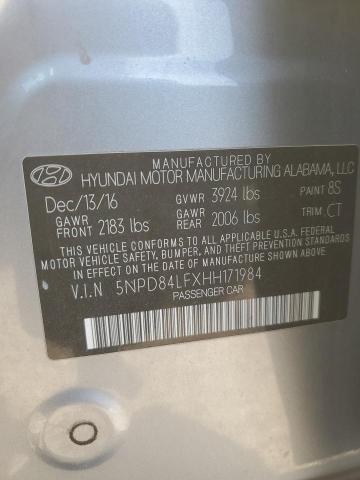 MANUFACTURED BY
HYUNDAI MOTOR MANUFACTURING ALABAMA, LLC
Dec/13/16 GVWR 3924 lbs PAINT 8S
GAWR FRONT 2183 lbs GAWR REAR 2006 lbs TRIM CT
THIS VEHICLE CONFORMS TO ALL APPLICABLE U.S.A FEDERAL
MOTOR VEHICLE SAFETY, BUMPER, AND THEFT PREVENTION
STANDARDS IN EFFECT ON THE DATE OF MANUFACTURE SHOWN ABOVE.
V.I.N 5NPD84LFXHH171984
PASSENGER CAR